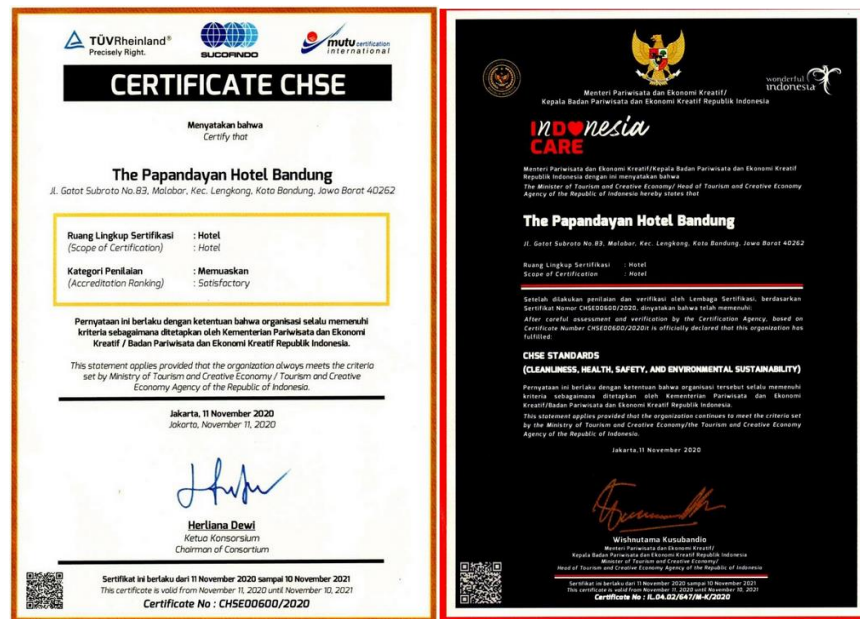 TÜVRheinland®
Precisely Right.
SUCOFINDO
mutu certification
international
CERTIFICATE CHSE
Menyatakan bahwa
Certify that
The Papandayan Hotel Bandung
Jl. Gatot Subroto No.83, Malabar, Kec. Lengkong, Kota Bandung, Jawa Barat 40262
Ruang Lingkup Sertifikasi : Hotel
(Scope of Certification) : Hotel
Kategori Penilaian : Memuaskan
(Accreditation Ranking) : Satisfactory
Pernyataan ini berlaku dengan ketentuan bahwa organisasi selalu memenuhi
kriteria sebagaimana ditetapkan oleh Kementerian Pariwisata dan Ekonomi
Kreatif / Badan Pariwisata dan Ekonomi Kreatif Republik Indonesia.
This statement applies provided that the organization always meets the criteria
set by Ministry of Tourism and Creative Economy / Tourism and Creative
Economy Agency of the Republic of Indonesia.
Jakarta, 11 November 2020
Jakarta, November 11, 2020
Herliana Dewi
Ketua Konsorsium
Chairman of Consortium
Sertifikat ini berlaku dari 11 November 2020 sampai 10 November 2021
This certificate is valid from November 11, 2020 until November 10, 2021
Certificate No : CHSE00600/2020
wonderful
indonesia
Menteri Pariwisata dan Ekonomi Kreatif/
Kepala Badan Pariwisata dan Ekonomi Kreatif Republik Indonesia
INDONESIA
CARE
Menteri Pariwisata dan Ekonomi Kreatif/Kepala Badan Pariwisata dan Ekonomi Kreatif
Republik Indonesia dengan ini menyatakan bahwa
The Minister of Tourism and Creative Economy/ Head of Tourism and Creative Economy
Agency of the Republic of Indonesia hereby states that
The Papandayan Hotel Bandung
Jl. Gatot Subroto No.83, Malabar, Kec. Lengkong, Kota Bandung, Jawa Barat 40262
Ruang Lingkup Sertifikasi : Hotel
Scope of Certification : Hotel
Setelah dilakukan penilaian dan verifikasi oleh Lembaga Sertifikasi, berdasarkan
Sertifikat Nomor CHSE00600/2020, dinyatakan bahwa telah memenuhi:
After careful assessment and verification by the Certification Agency, based on
Certificate Number CHSE00600/2020it is officially declared that this organization has
fulfilled:
CHSE STANDARDS
(CLEANLINESS, HEALTH, SAFETY, AND ENVIRONMENTAL SUSTAINABILITY)
Pernyataan ini berlaku dengan ketentuan bahwa organisasi tersebut selalu memenuhi
kriteria sebagaimana ditetapkan oleh Kementerian Pariwisata dan Ekonomi
Kreatif/Badan Pariwisata dan Ekonomi Kreatif Republik Indonesia.
This statement applies provided that the organization continues to meet the criteria set
by the Ministry of Tourism and Creative Economy/the Tourism and Creative Economy
Agency of the Republic of Indonesia.
Jakarta,11 November 2020
Wishnutama Kusubandio
Menteri Pariwisata dan Ekonomi Kreatif/
Kepala Badan Pariwisata dan Ekonomi Kreatif Republik Indonesia
Minister of Tourism and Creative Economy/
Head of Tourism and Creative Economy Agency of the Republic of Indonesia
Sertifikat ini berlaku dari 11 November 2020 sampai 10 November 2021
This certificate is valid from November 11, 2020 until November 10, 2021
Certificate No : IL.04.02/647/M-K/2020